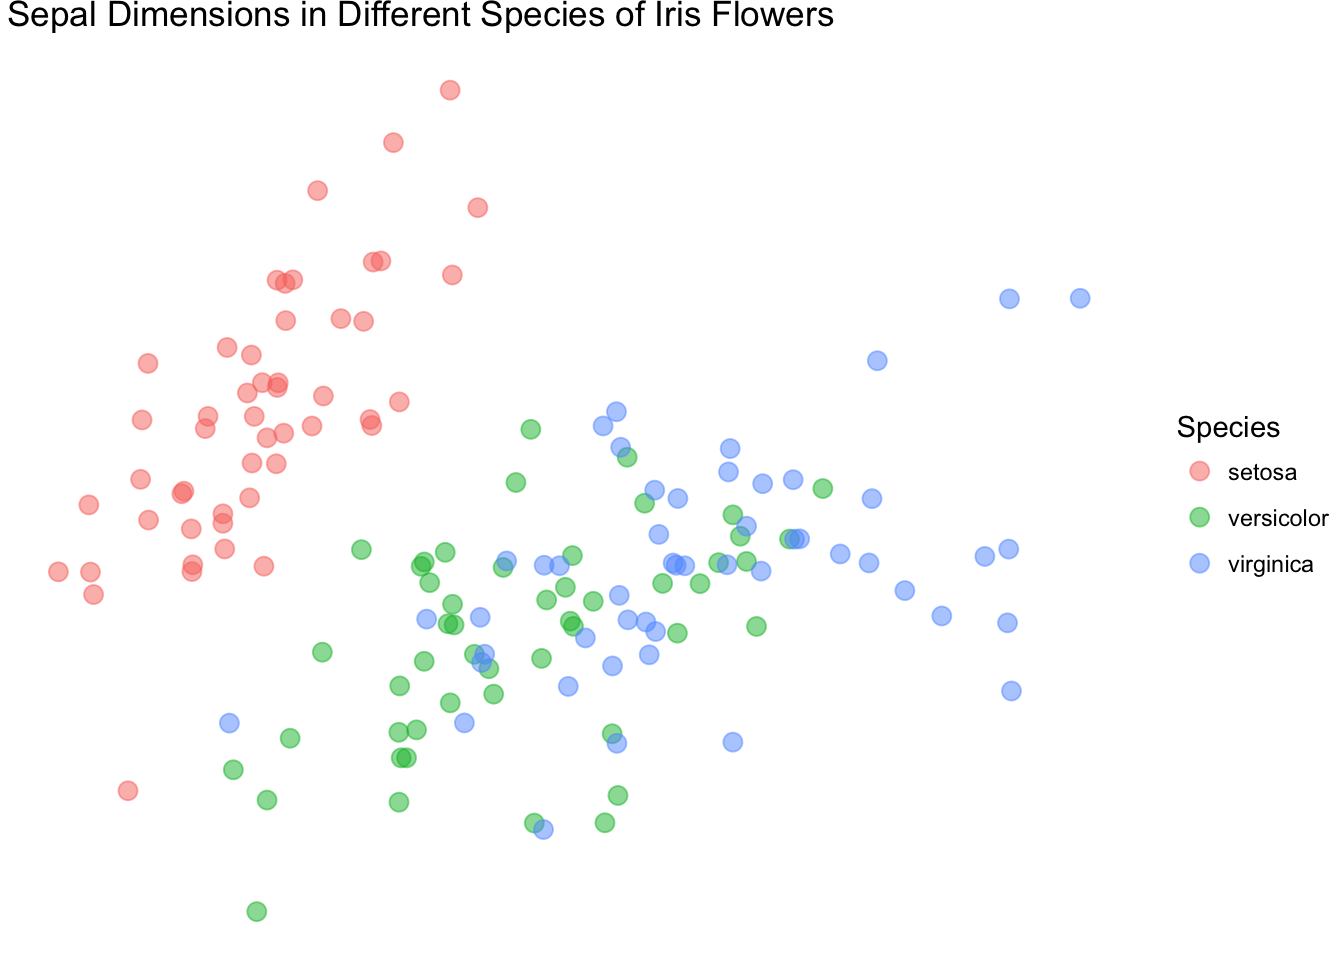 Sepal Dimensions in Different Species of Iris Flowers
Species
setosa
versicolor
virginica